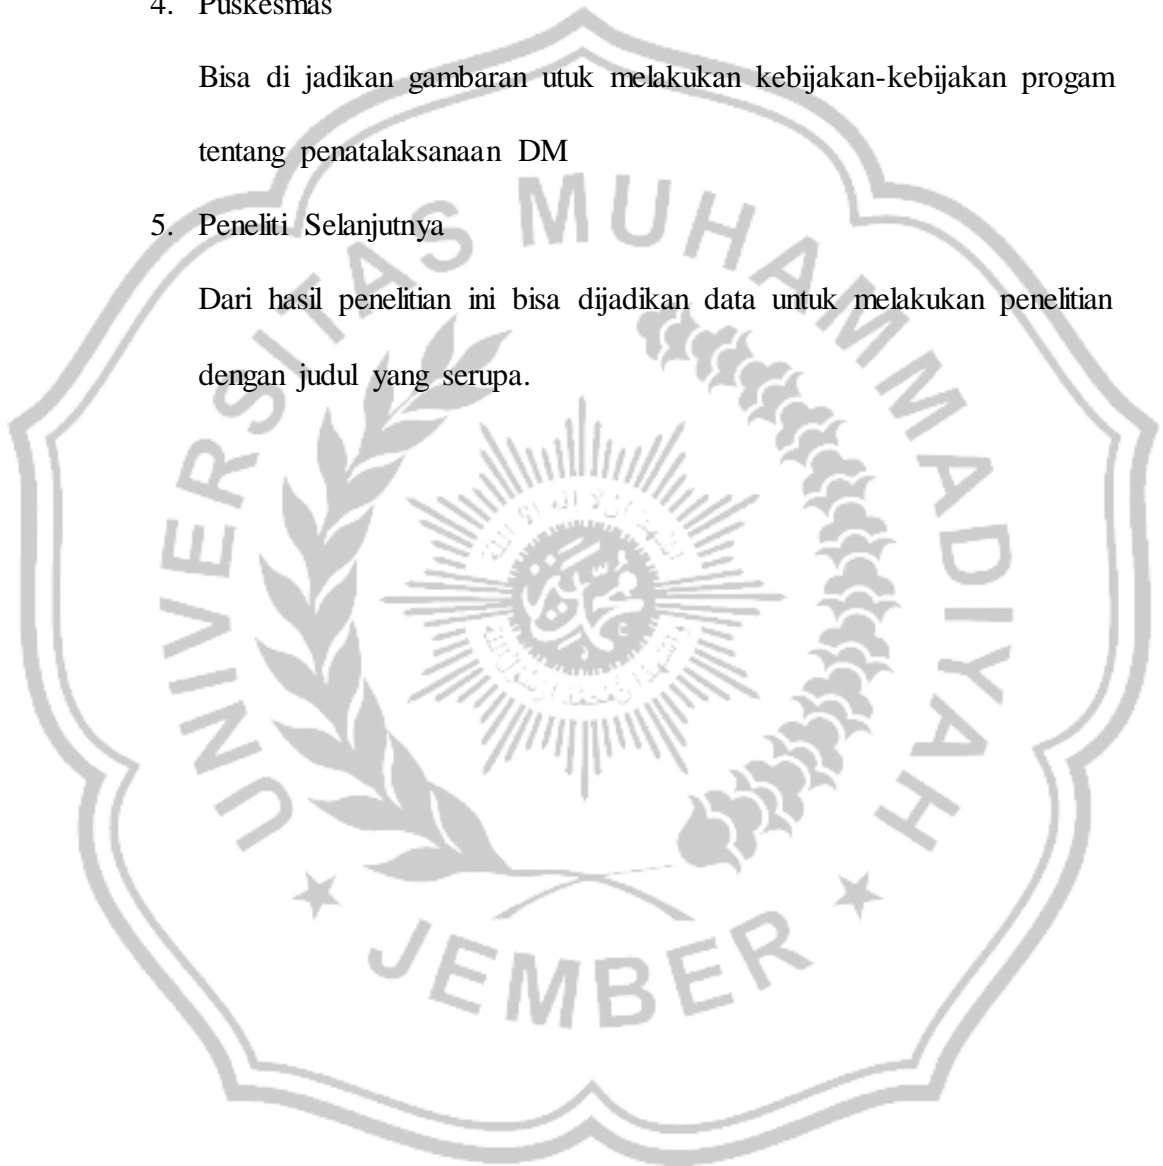 4. Puskesmas
Bisa di jadikan gambaran utuk melakukan kebijakan-kebijakan progam
tentang penatalaksanaan DM
5. Peneliti Selanjutnya
Dari hasil penelitian ini bisa dijadikan data untuk melakukan penelitian
dengan judul yang serupa.
UNIVERSITAS MUHAMMADIYAH
JEMBER